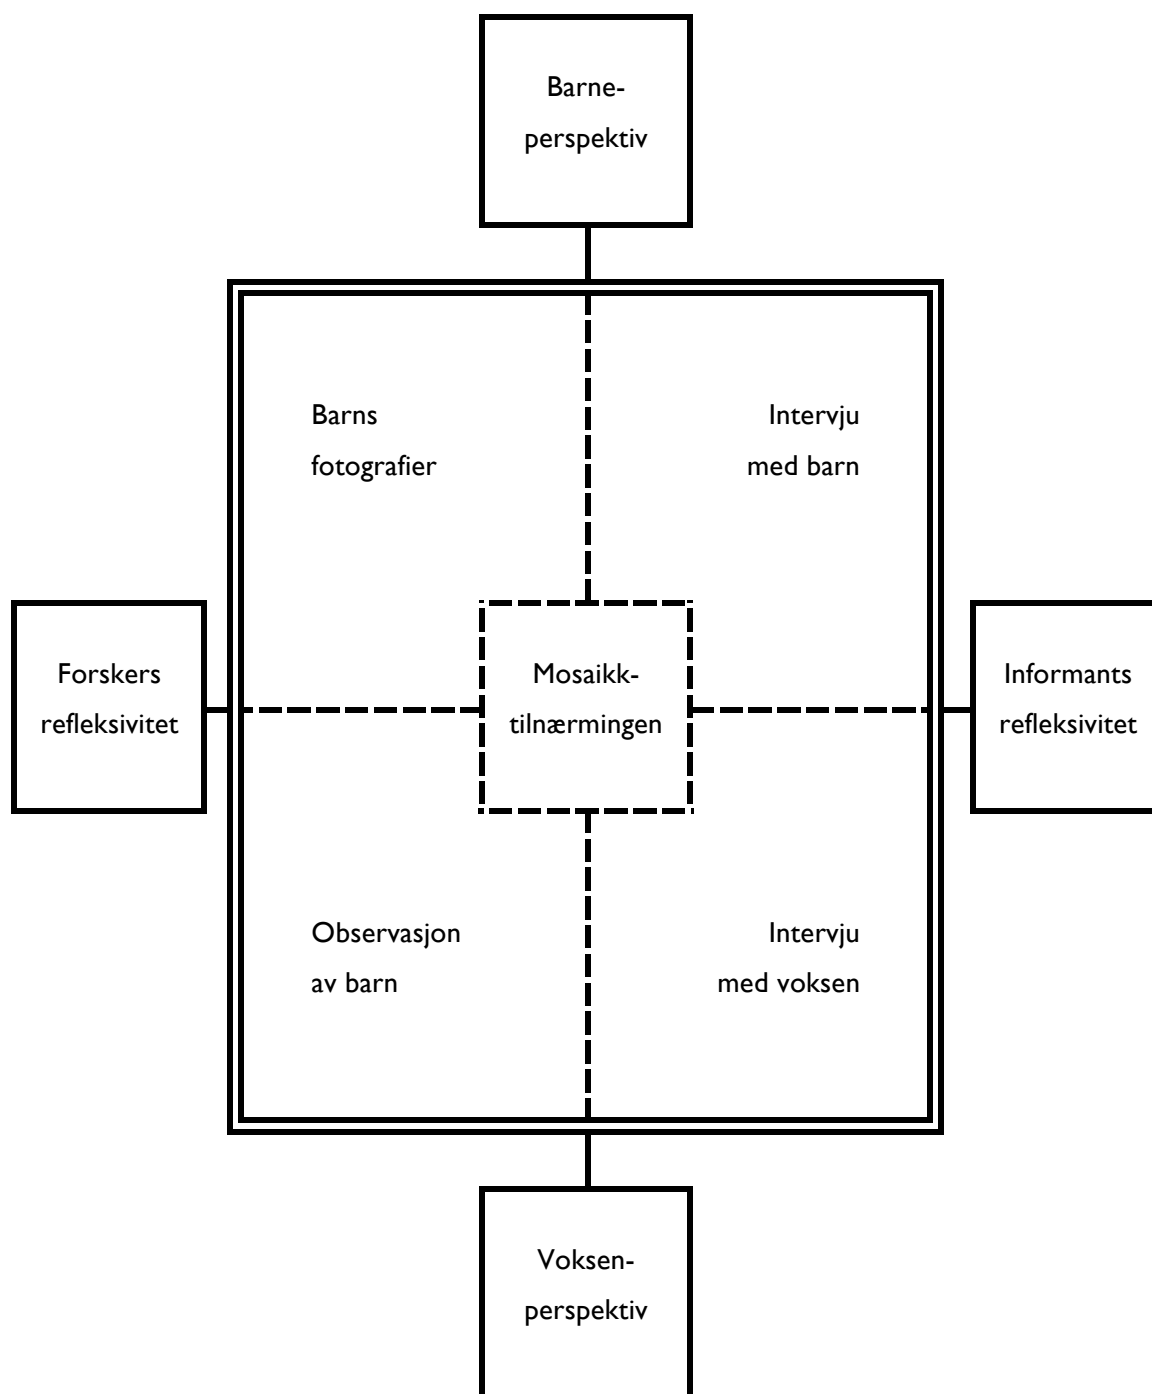 Barne-
perspektiv
Barns
fotografier
Intervju
med barn
Forskers
refleksivitet
Mosaikk-
tilnærmingen
Informants
refleksivitet
Observasjon
av barn
Intervju
med voksen
Voksen-
perspektiv